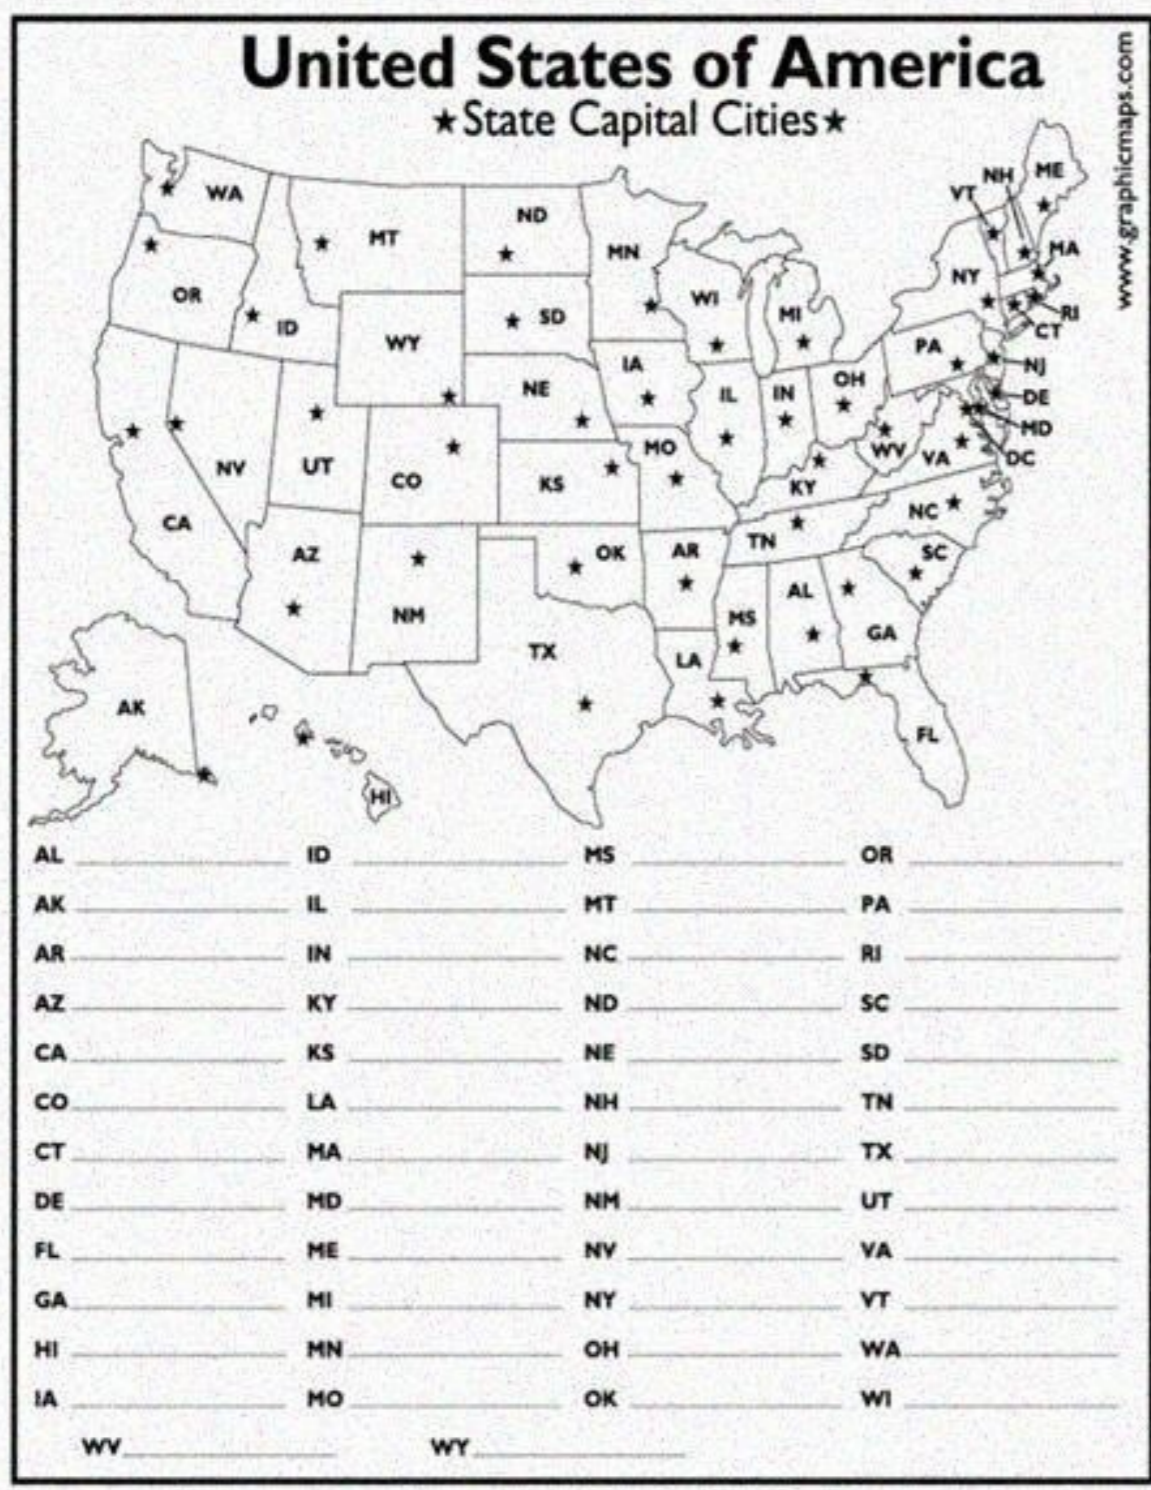 United States of America
★State Capital Cities★
www.graphicmaps.com
WA
MT
ND
MN
OR
ID
WY
SD
WI
MI
NY
VT
NH
ME
MA
RI
CT
NJ
DE
MD
DC
PA
IA
NE
IL
IN
OH
NV
UT
CO
KS
MO
KY
WV
VA
CA
AZ
NM
OK
AR
TN
NC
SC
MS
AL
GA
TX
LA
FL
AK
HI
AL ID MS OR
AK IL MT PA
AR IN NC RI
AZ KY ND SC
CA KS NE SD
CO LA NH TN
CT MA NJ TX
DE MD NM UT
FL ME NV VA
GA MI NY VT
HI MN OH WA
IA MO OK WI
WV WY